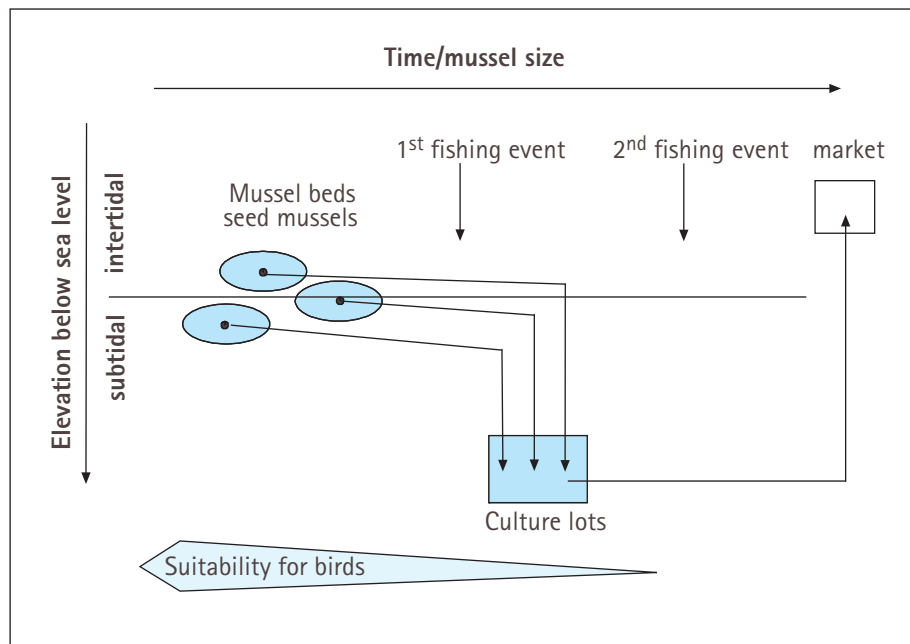 Time/mussel size
1st fishing event
2nd fishing event
market
Mussel beds
seed mussels
Elevation below sea level
intertidal
subtidal
Culture lots
Suitability for birds